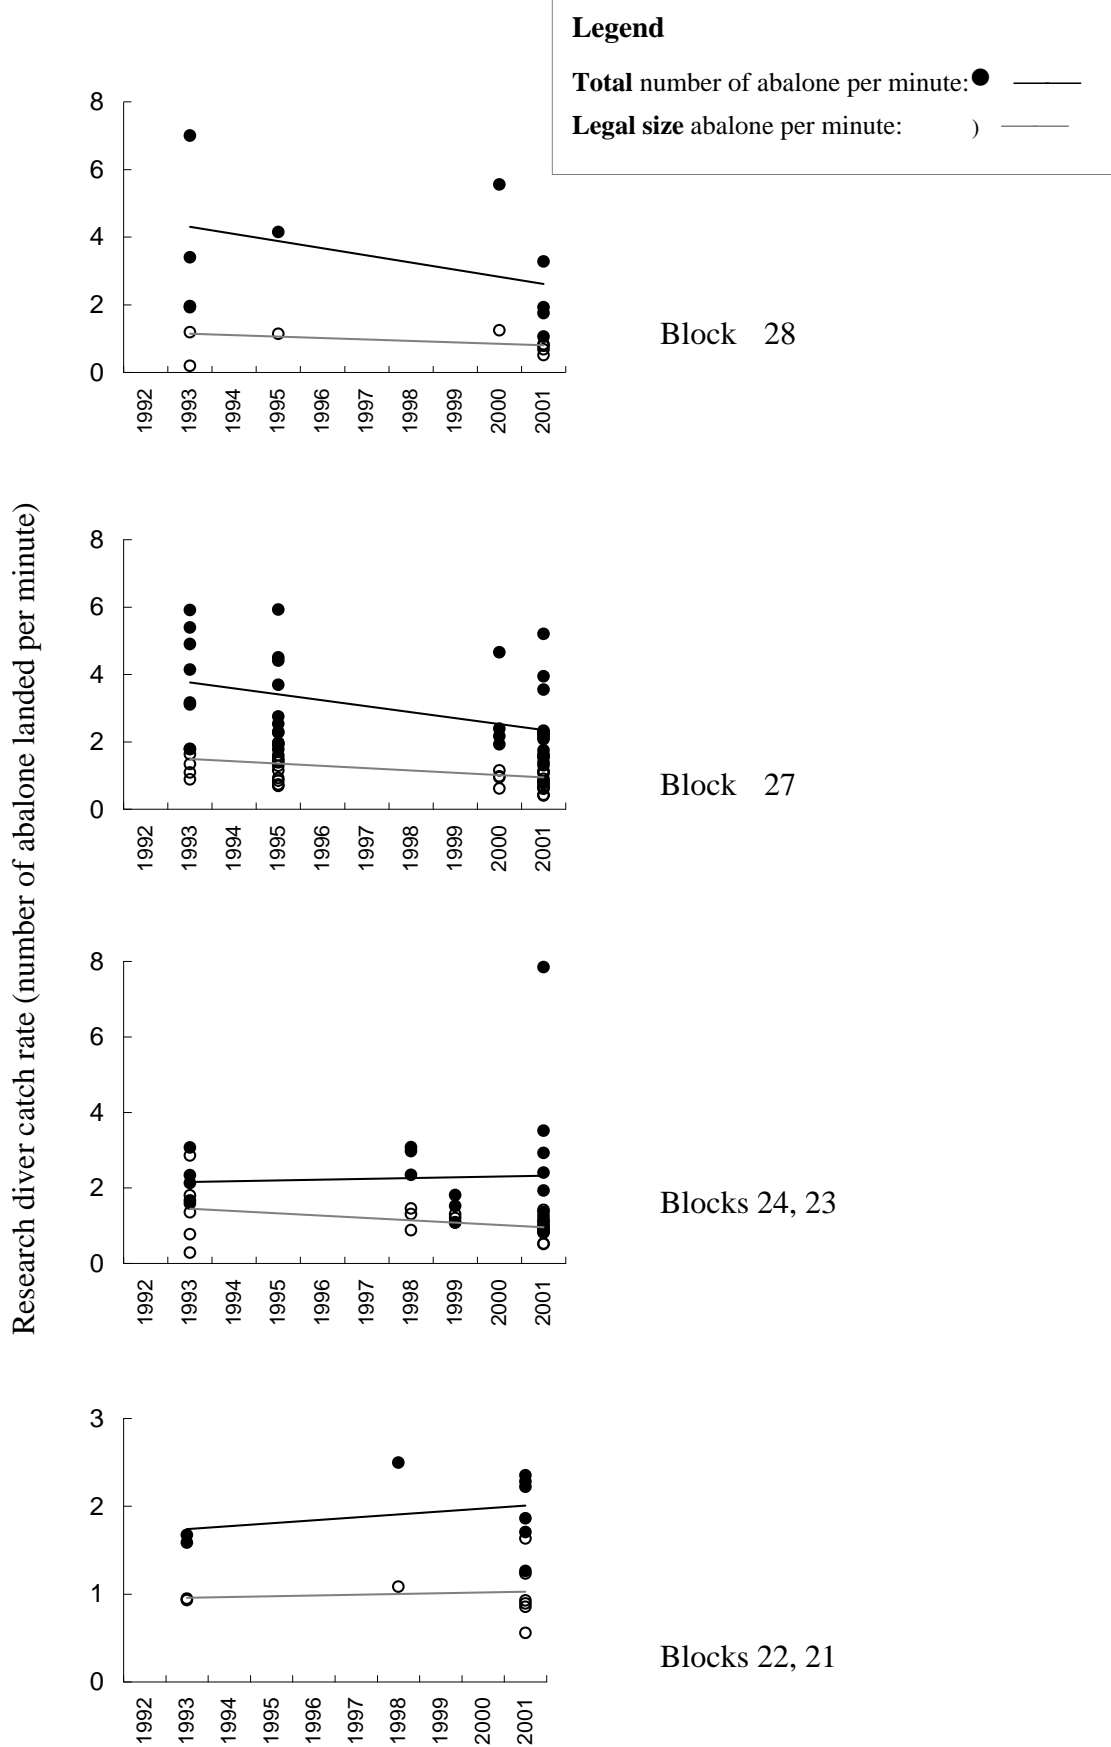 Legend
Total number of abalone per minute:
Legal size abalone per minute: )
8
6
4
2
0
1992 1993 1994 1995 1996 1997 1998 1999 2000 2001
Block 28
Research diver catch rate (number of abalone landed per minute)
8
6
4
2
0
1992 1993 1994 1995 1996 1997 1998 1999 2000 2001
Block 27
8
6
4
2
0
1992 1993 1994 1995 1996 1997 1998 1999 2000 2001
Blocks 24, 23
3
2
1
0
1992 1993 1994 1995 1996 1997 1998 1999 2000 2001
Blocks 22, 21